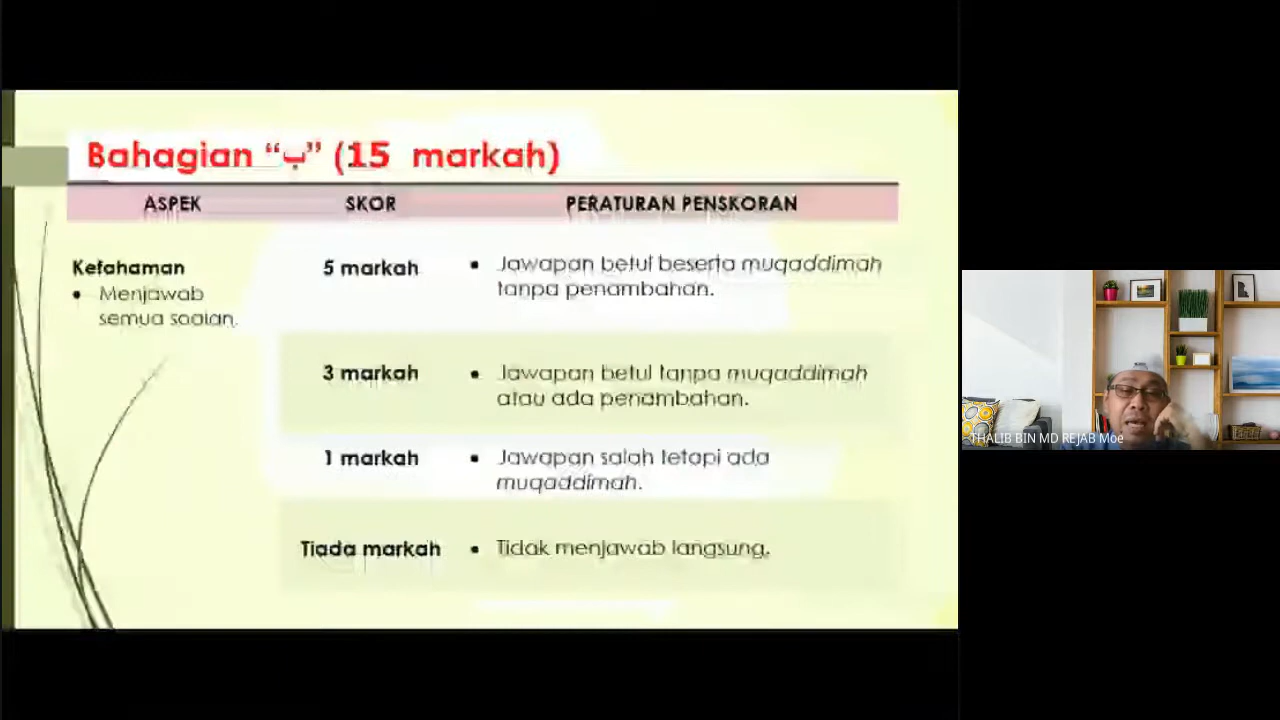 Bahagian “ب” (15 markah)
ASPEK SKOR PERATURAN PENSKORAN
Kefahaman
• Menjawab
semua soalan.
5 markah
• Jawapan betul beserta muqaddimah
tanpa penambahan.
3 markah
• Jawapan betul tanpa muqaddimah
atau ada penambahan.
1 markah
• Jawapan salah tetapi ada
muqaddimah.
Tiada markah
• Tidak menjawab langsung.
THALIB BIN MD REJAB Moe